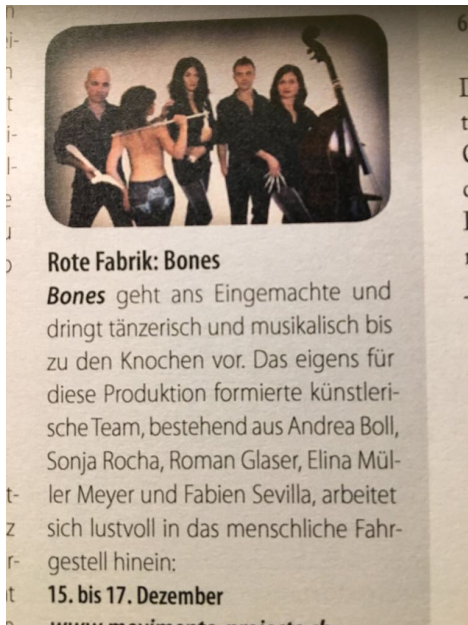 Rote Fabrik: Bones
Bones geht ans Eingemachte und
dringt tänzerisch und musikalisch bis
zu den Knochen vor. Das eigens für
diese Produktion formierte künstleri-
sche Team, bestehend aus Andrea Boll,
Sonja Rocha, Roman Glaser, Elina Mül-
ler Meyer und Fabien Sevilla, arbeitet
sich lustvoll in das menschliche Fahr-
gestell hinein:
15. bis 17. Dezember